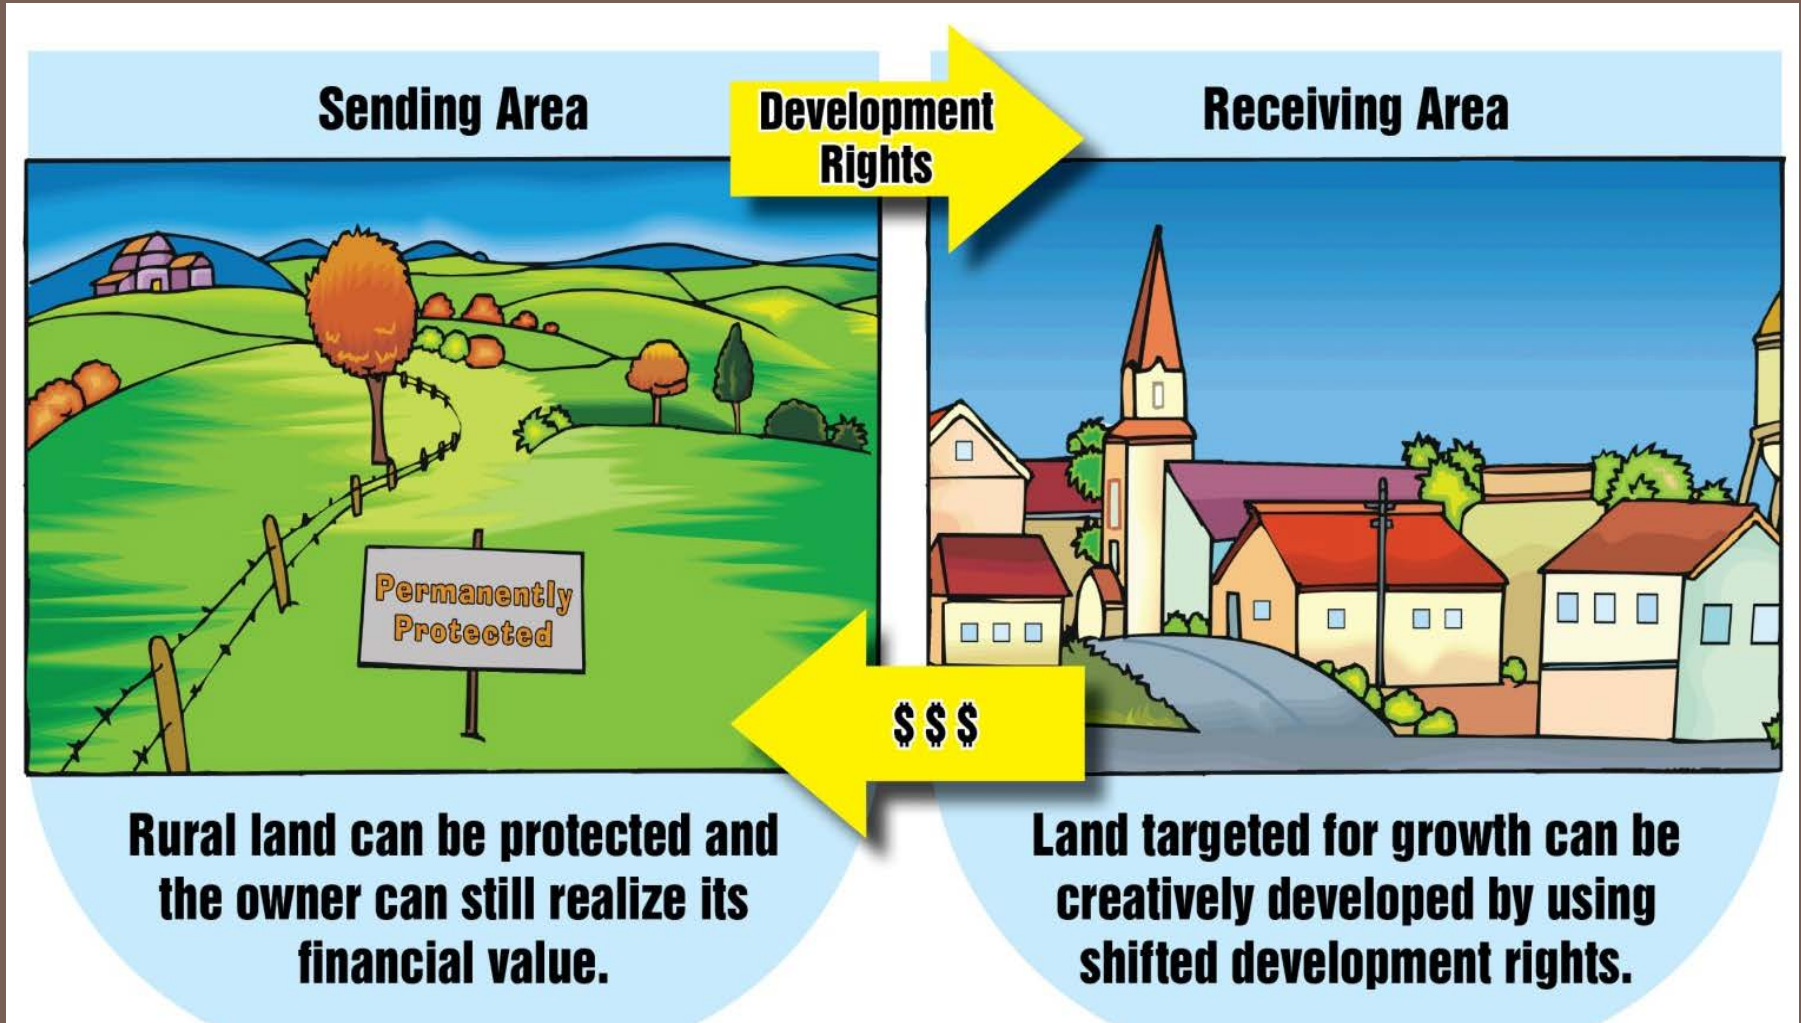 Sending Area
Development
Rights
Receiving Area
Permanently
Protected
$ $ $
Rural land can be protected and
the owner can still realize its
financial value.
Land targeted for growth can be
creatively developed by using
shifted development rights.